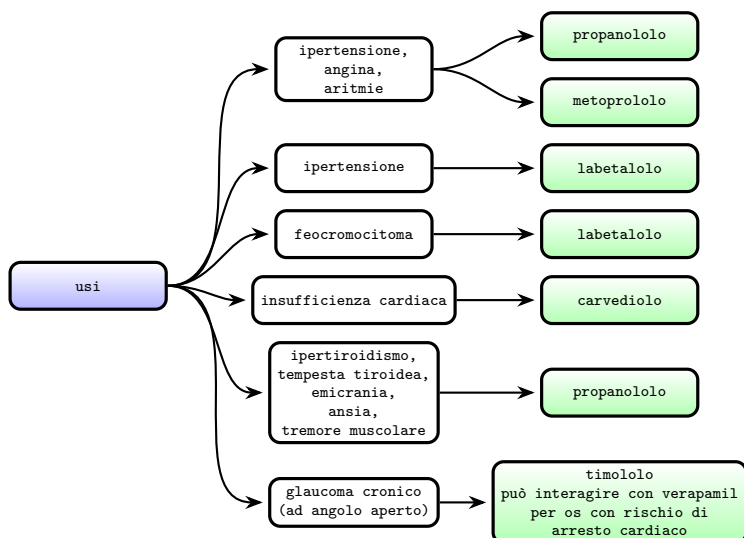 usi
ipertensione,
angina,
aritmie
propanololo
metoprololo
ipertensione
labetalolo
feocromocitoma
labetalolo
insufficienza cardiaca
carvediolo
ipertiroidismo,
tempesta tiroidea,
emicrania,
ansia,
tremore muscolare
propanololo
glaucoma cronico
(ad angolo aperto)
timololo
può interagire con verapamil
per os con rischio di
arresto cardiaco